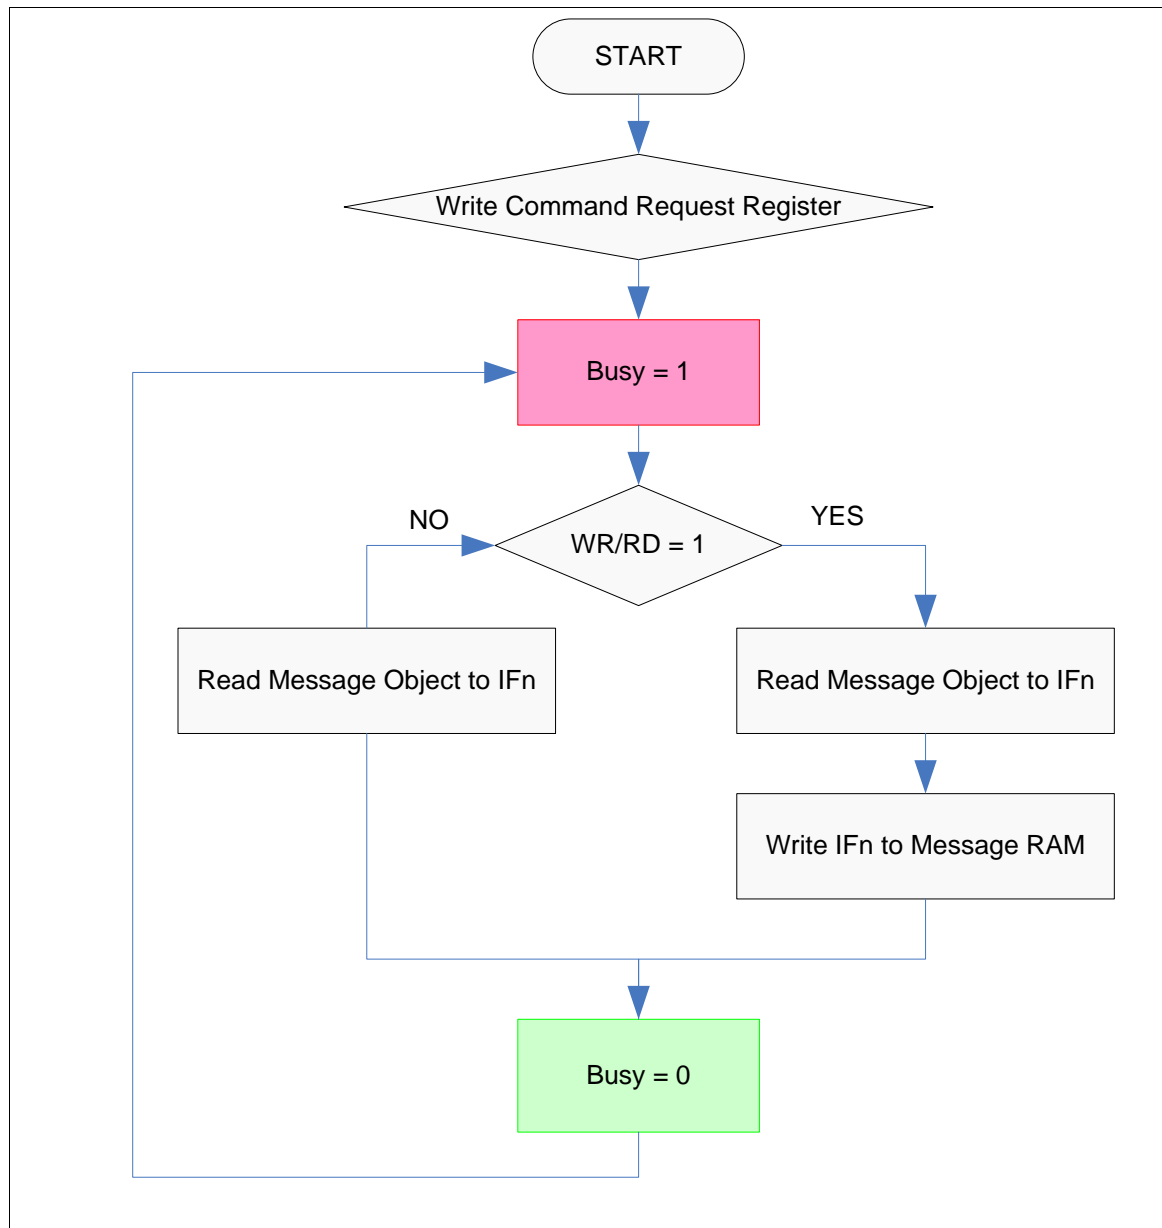 START
Write Command Request Register
Busy = 1
NO
YES
WR/RD = 1
Read Message Object to IFn
Read Message Object to IFn
Write IFn to Message RAM
Busy = 0